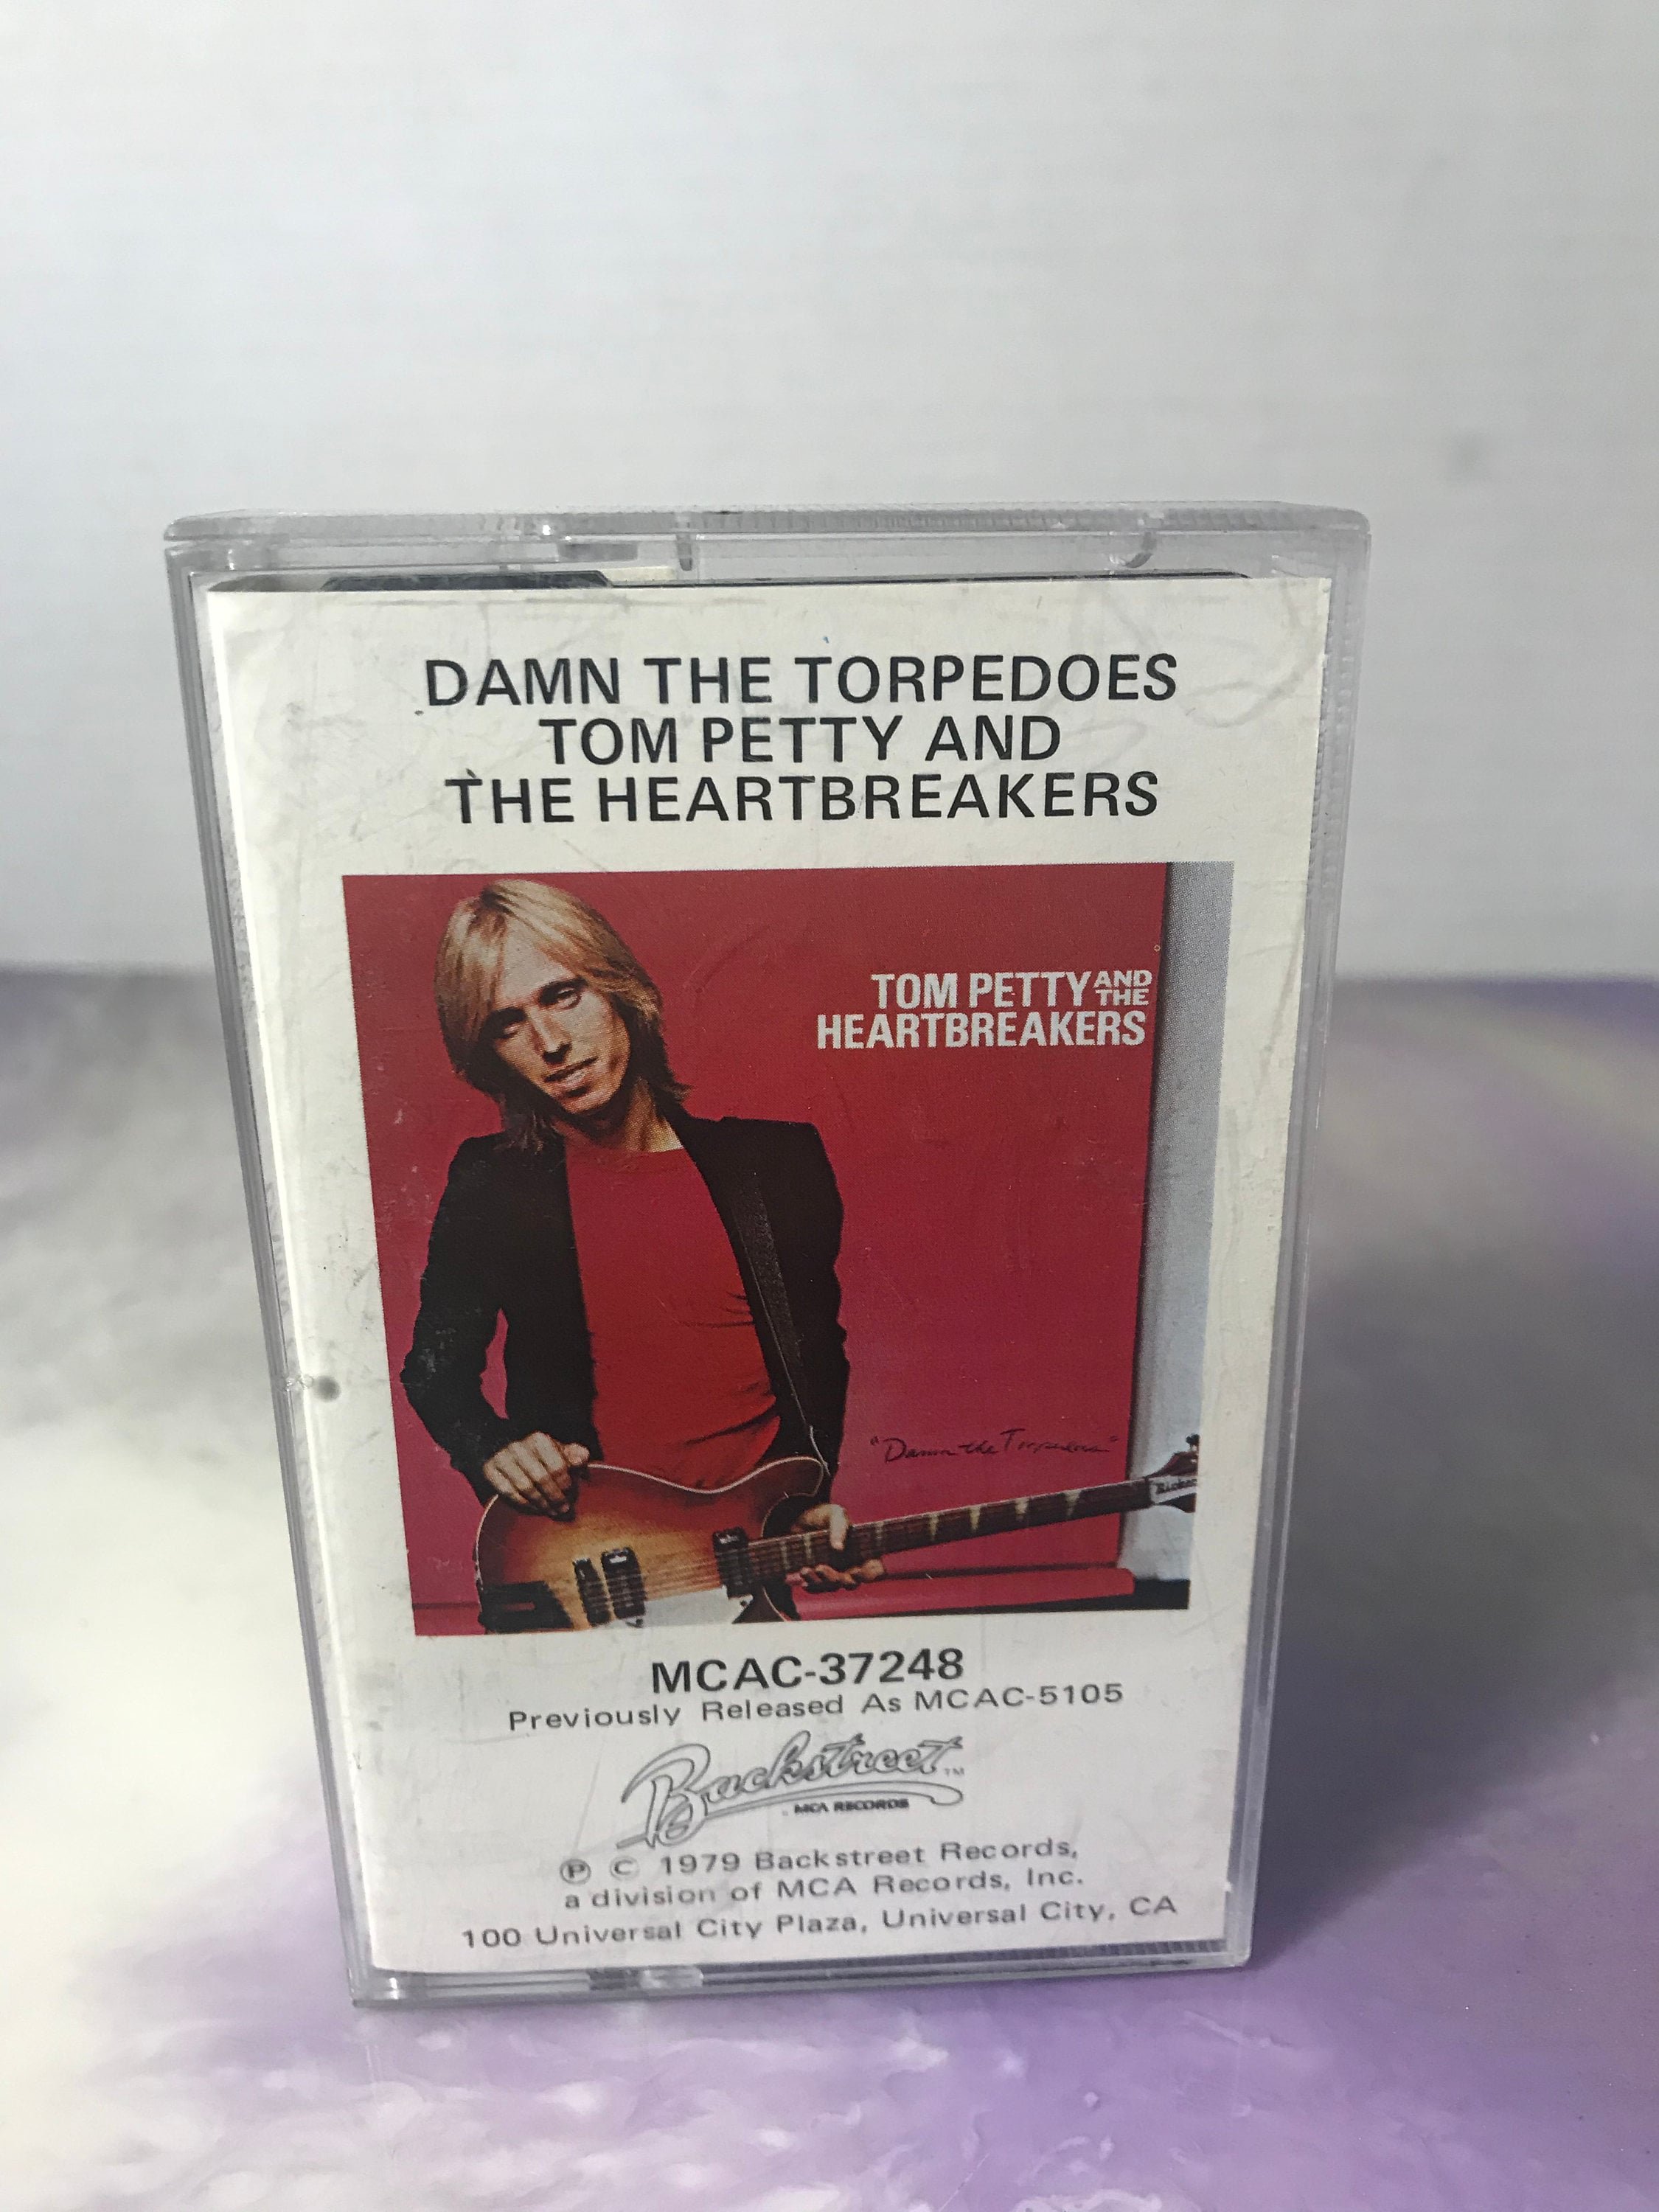 DAMN THE TORPEDOES
TOM PETTY AND
THE HEARTBREAKERS
TOM PETTY AND THE
HEARTBREAKERS
"Damn the Torpedoes"
MCAC-37248
Previously Released As MCAC-5105
Backstreet™
MCA RECORDS
℗ © 1979 Backstreet Records,
a division of MCA Records, Inc.
100 Universal City Plaza, Universal City, CA